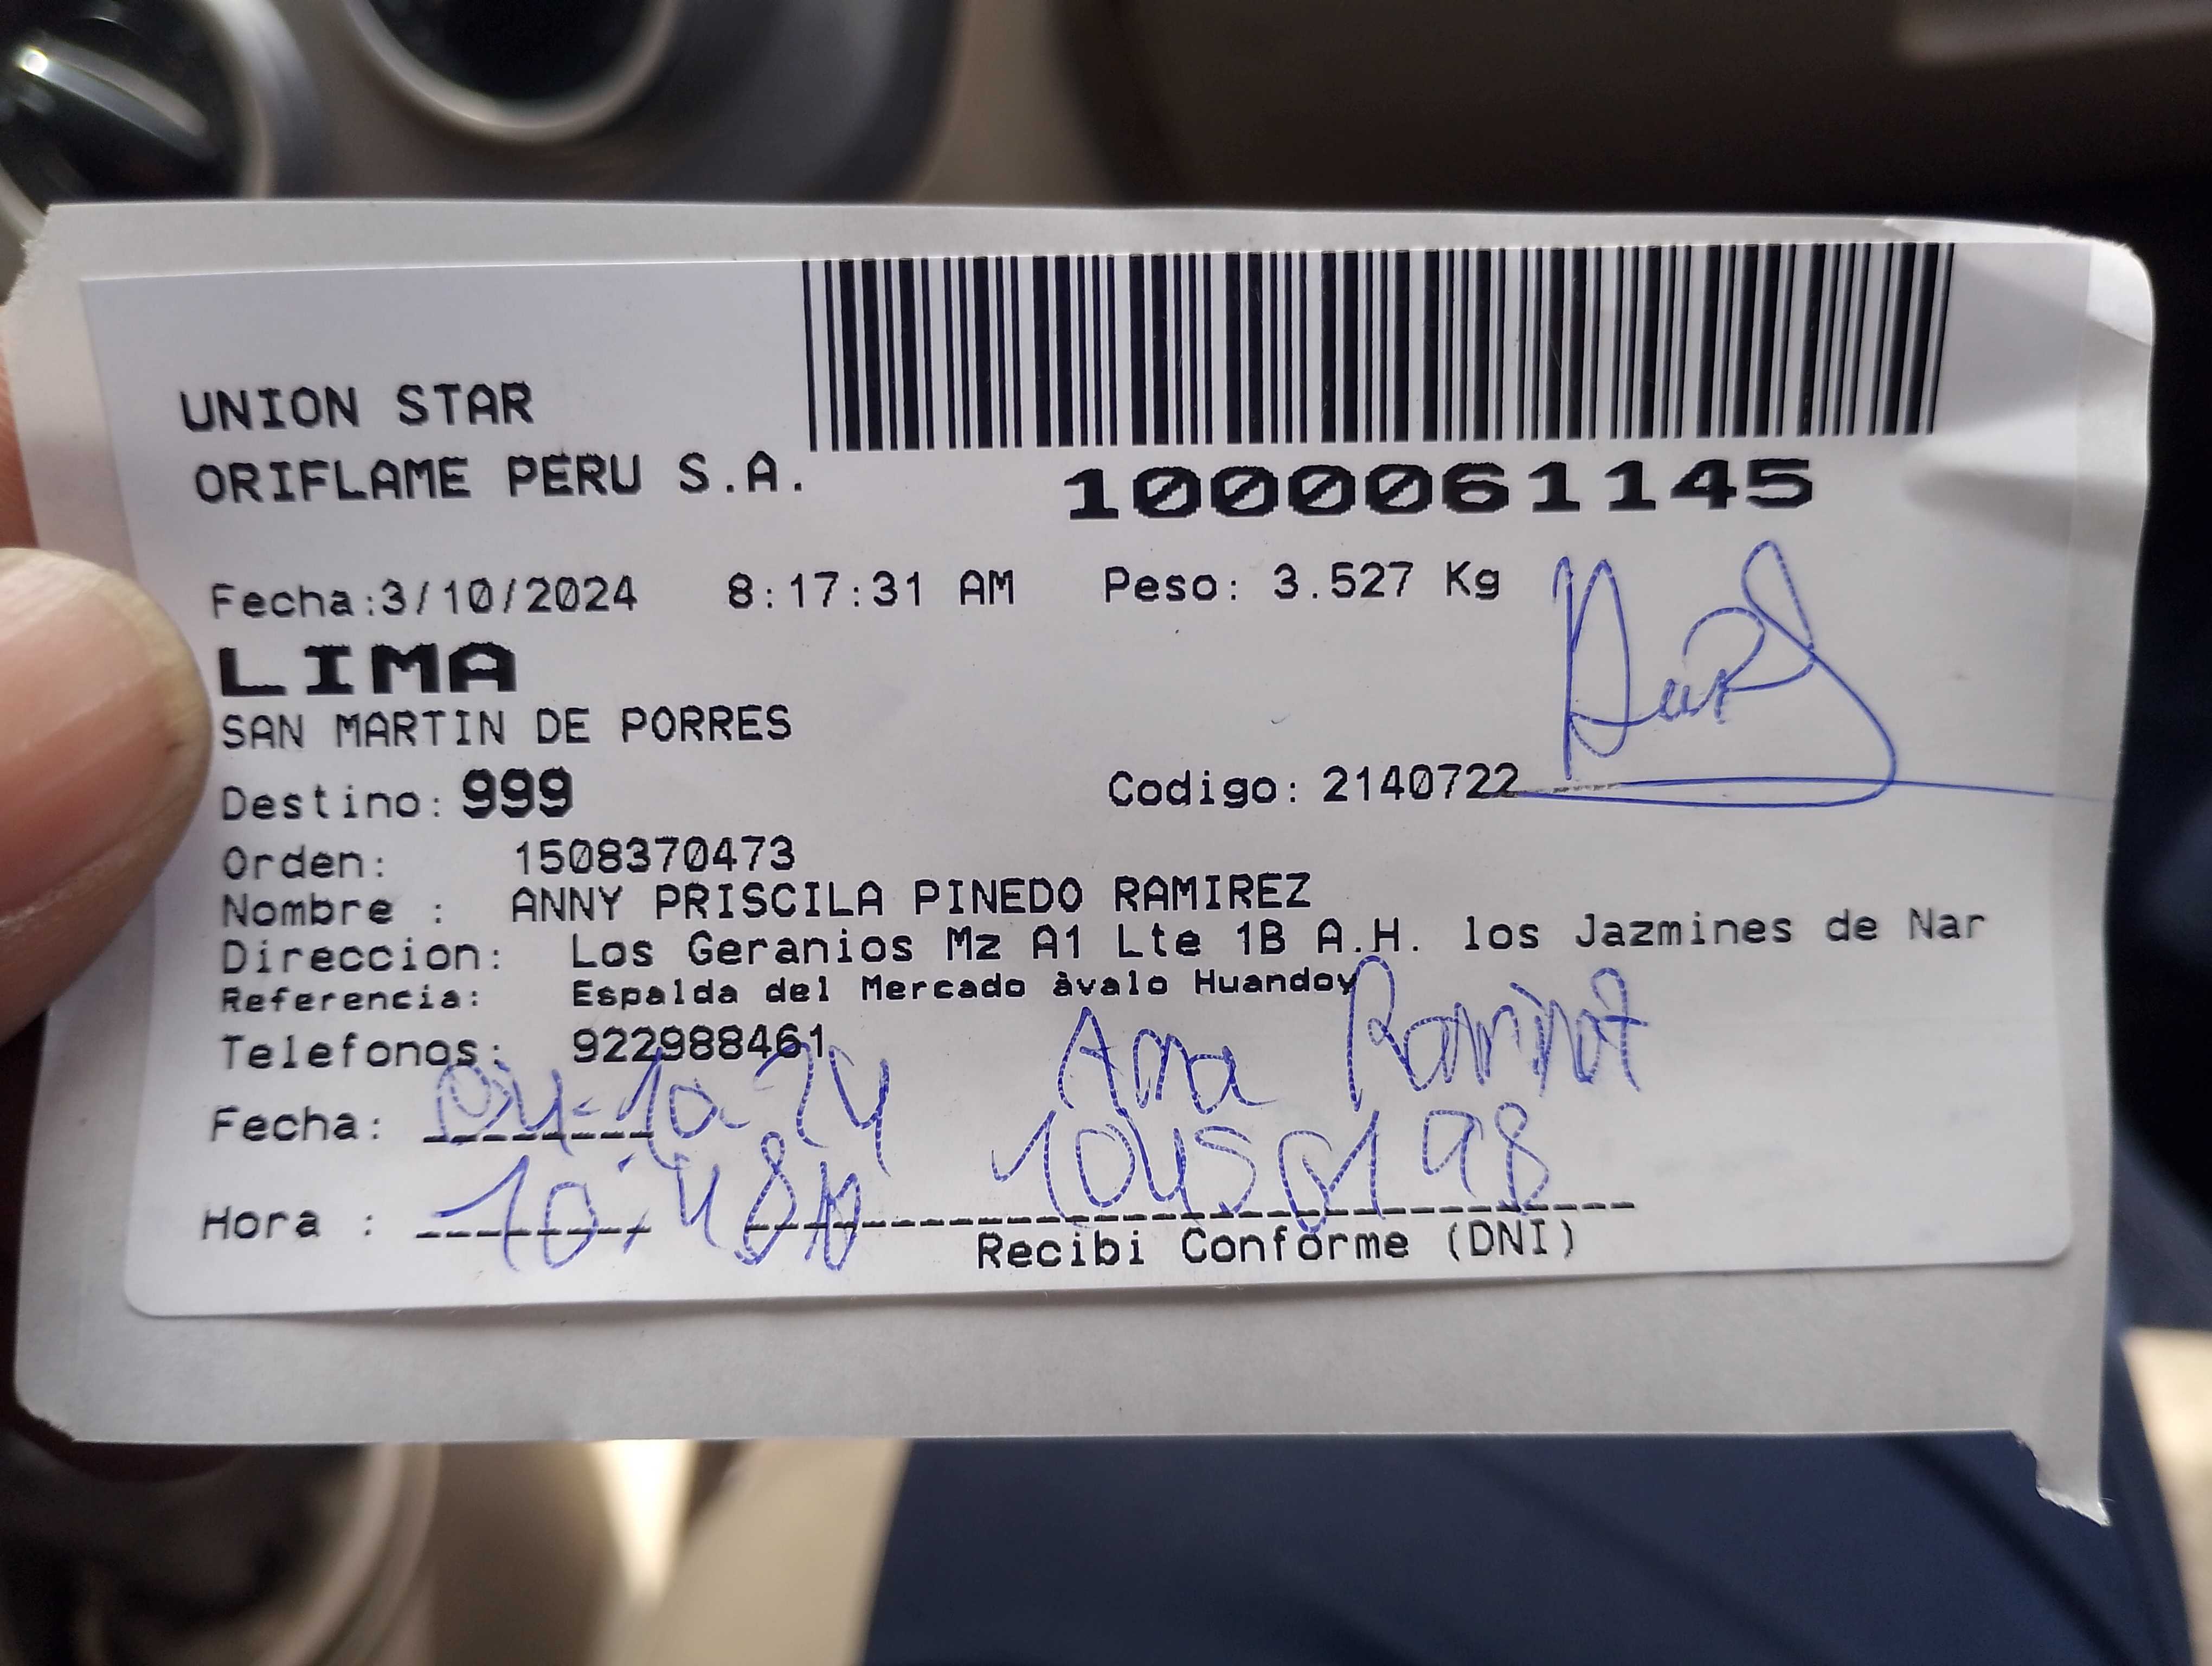 UNION STAR
ORIFLAME PERU S.A.
1000061145
Fecha:3/10/2024 8:17:31 AM Peso: 3.527 Kg
LIMA
SAN MARTIN DE PORRES
Destino: 999 Codigo: 2140722
Orden: 1508370473
Nombre : ANNY PRISCILA PINEDO RAMIREZ
Direccion: Los Geranios Mz A1 Lte 1B A.H. los Jazmines de Nar
Referencia: Espalda del Mercado àvalo Huandoy
Telefonos: 922988461
Ana
Fecha: 04-10-24
Hora : 10:48
Recibi Conforme (DNI)